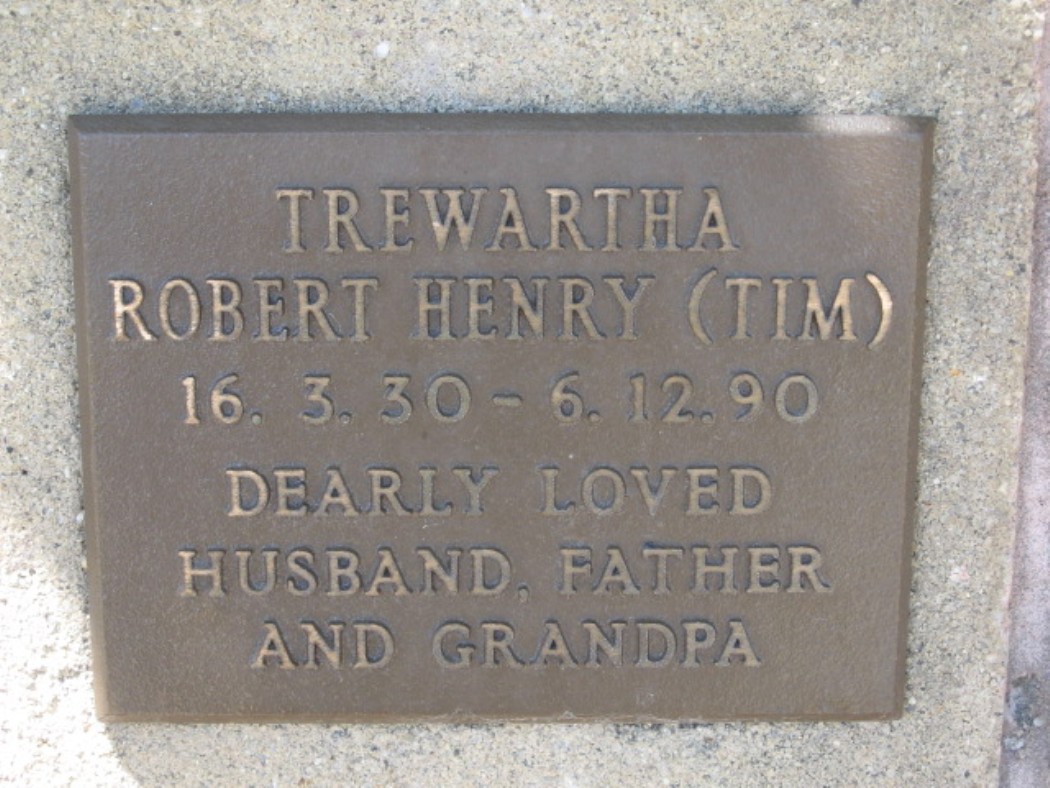 TREWARTHA
ROBERT HENRY (TIM)
16. 3. 30 - 6. 12. 90
DEARLY LOVED
HUSBAND, FATHER
AND GRANDPA